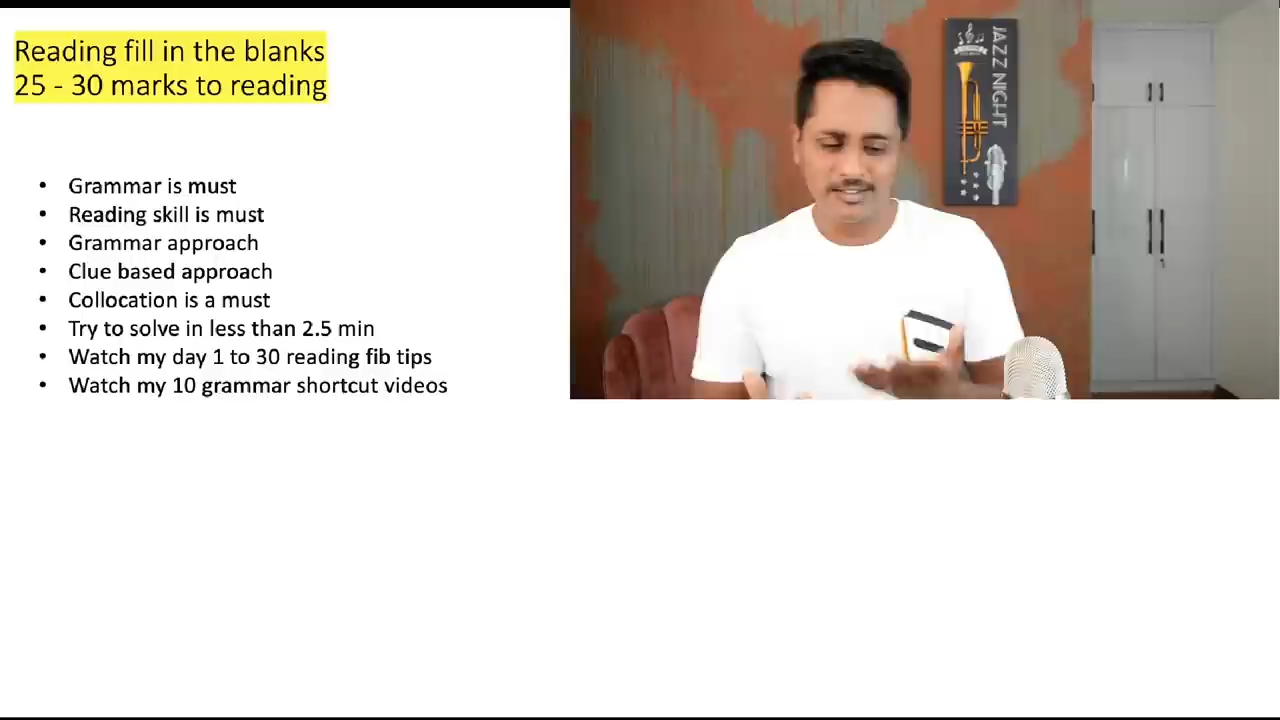 Reading fill in the blanks
25 - 30 marks to reading
• Grammar is must
• Reading skill is must
• Grammar approach
• Clue based approach
• Collocation is a must
• Try to solve in less than 2.5 min
• Watch my day 1 to 30 reading fib tips
• Watch my 10 grammar shortcut videos
JAZZ NIGHT